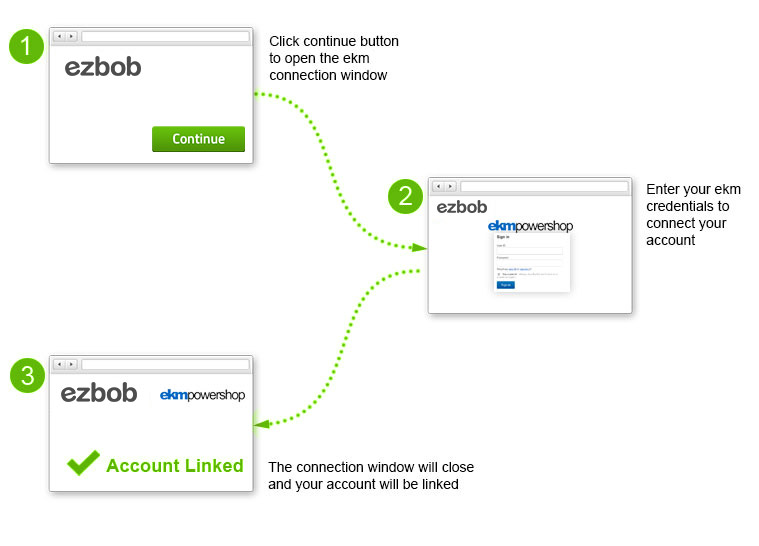 1
ezbob
Continue
Click continue button
to open the ekm
connection window
2
ezbob
ekmpowershop
Sign in
Sign in
Enter your ekm
credentials to
connect your
account
3
ezbob
ekmpowershop
Account Linked
The connection window will close
and your account will be linked